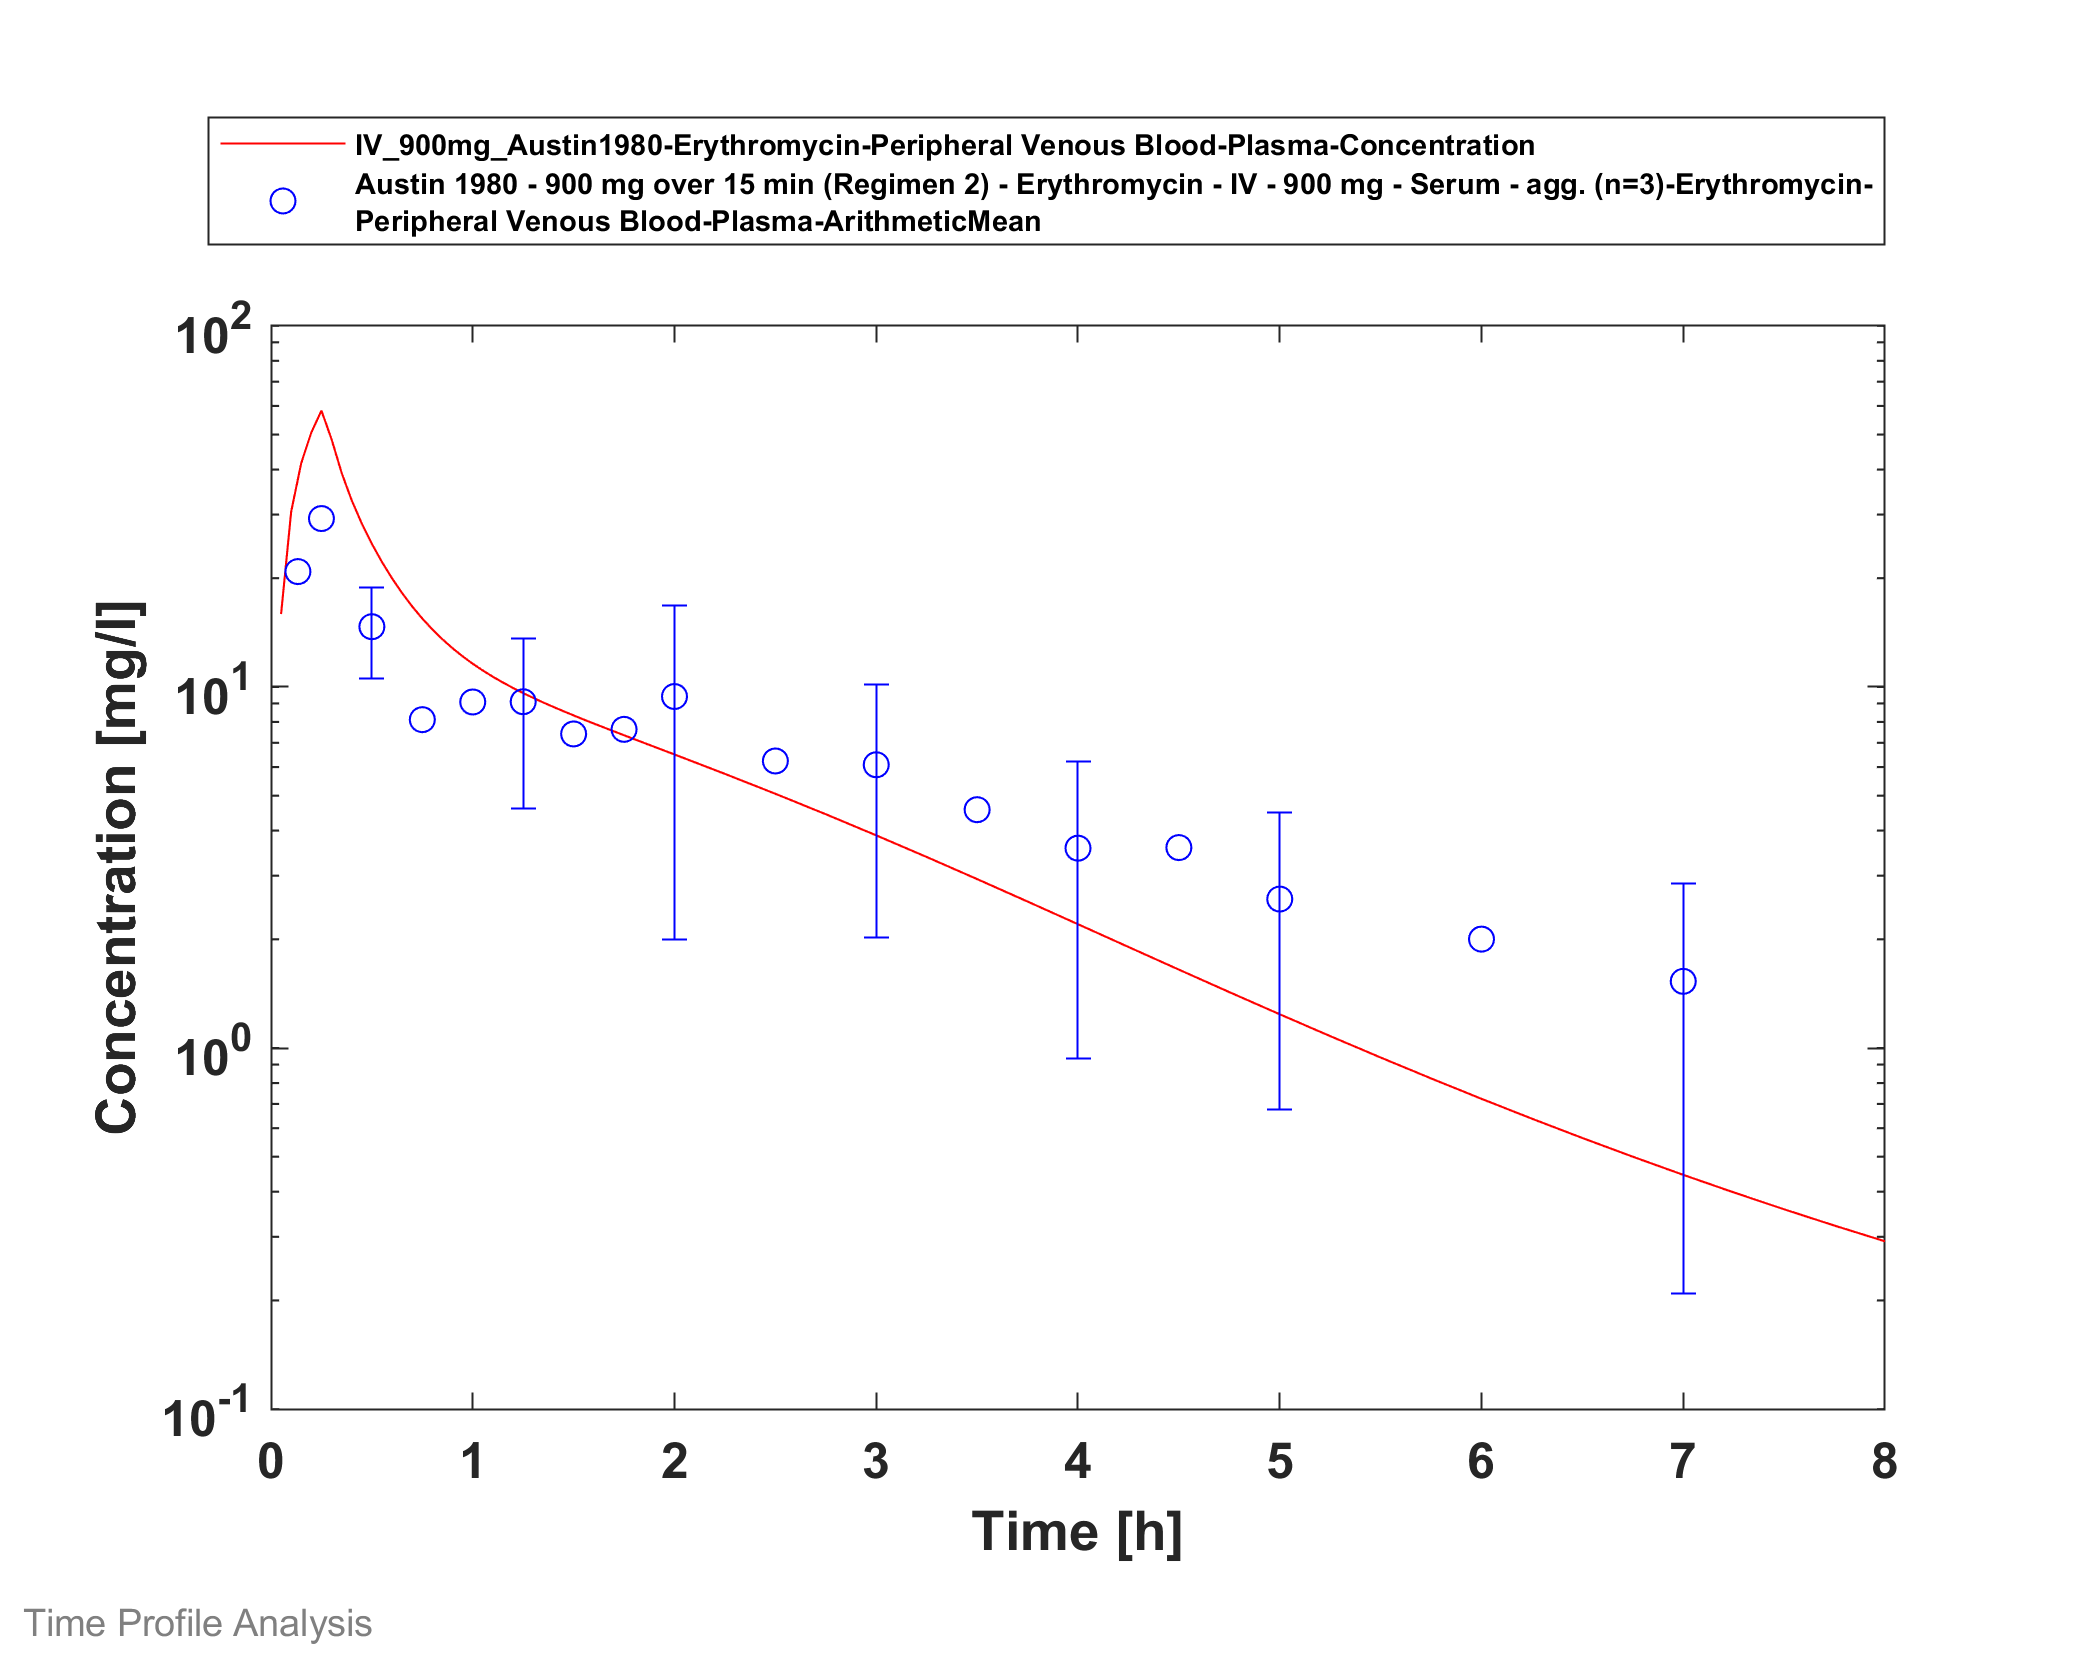 IV_900mg_Austin1980-Erythromycin-Peripheral Venous Blood-Plasma-Concentration
Austin 1980 - 900 mg over 15 min (Regimen 2) - Erythromycin - IV - 900 mg - Serum - agg. (n=3)-Erythromycin-
Peripheral Venous Blood-Plasma-ArithmeticMean
10^2
10^1
10^0
10^-1
Concentration [mg/l]
0 1 2 3 4 5 6 7 8
Time [h]
Time Profile Analysis